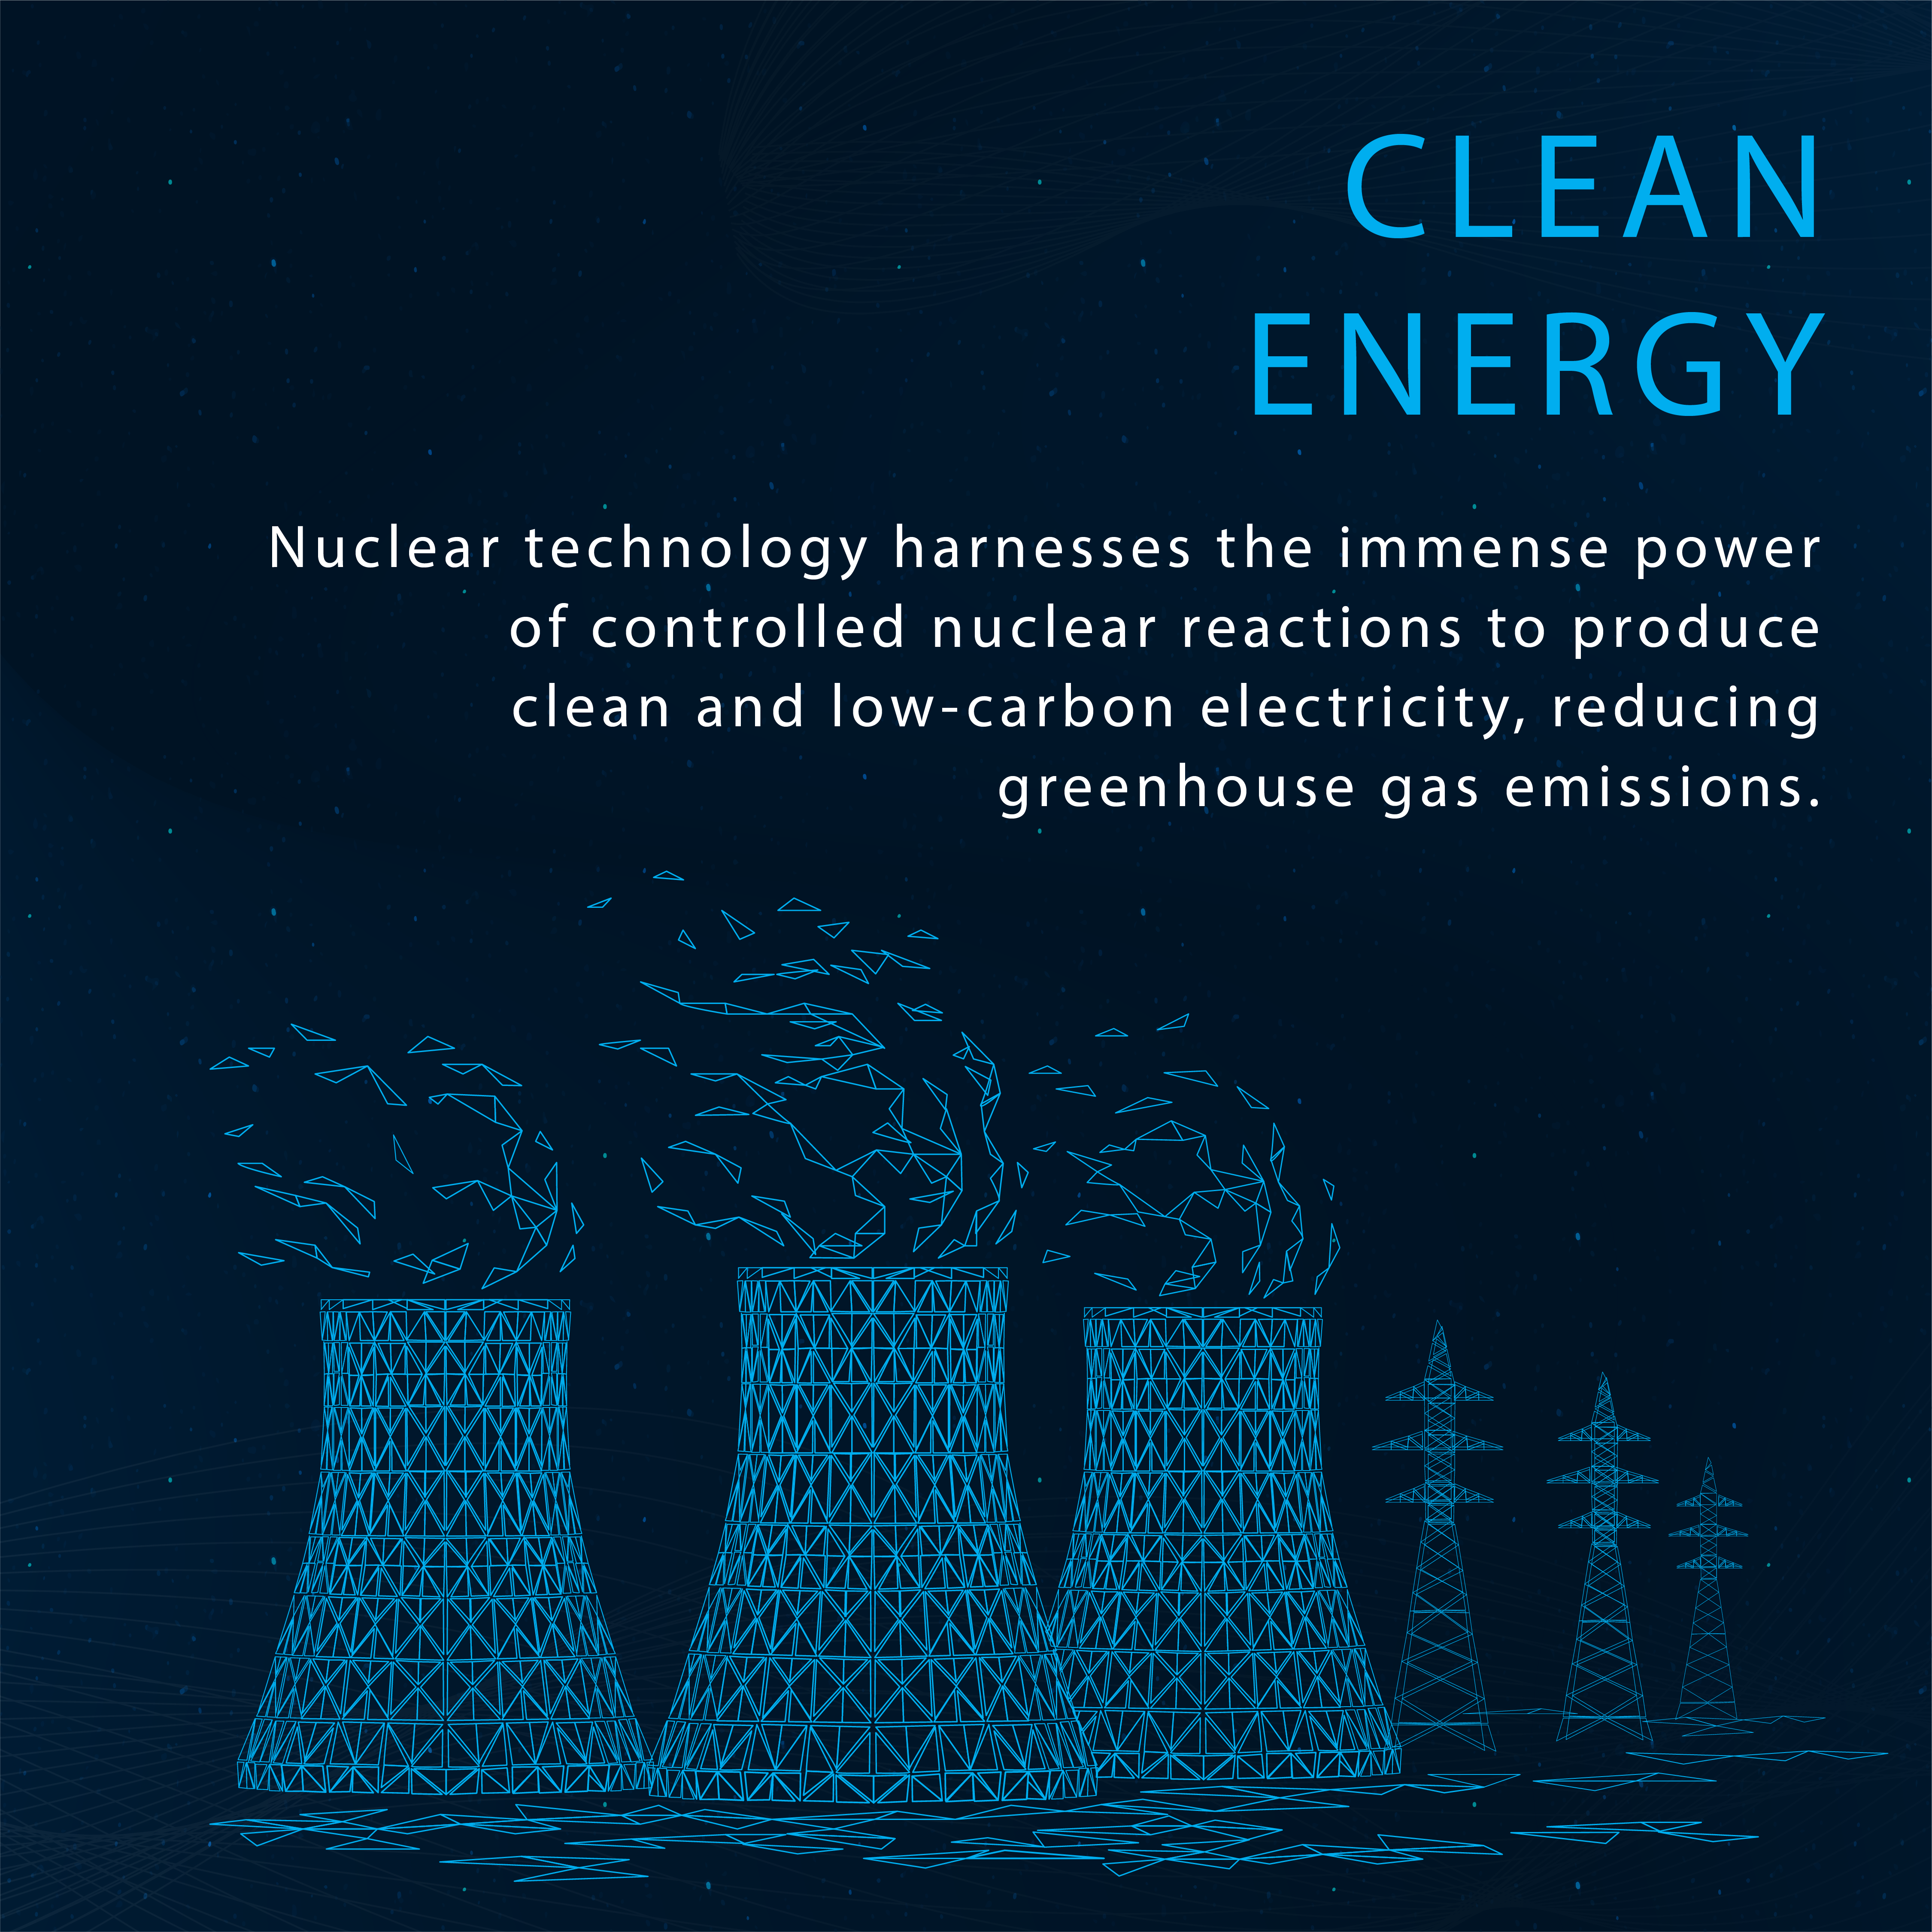 CLEAN
ENERGY
Nuclear technology harnesses the immense power
of controlled nuclear reactions to produce
clean and low-carbon electricity, reducing
greenhouse gas emissions.